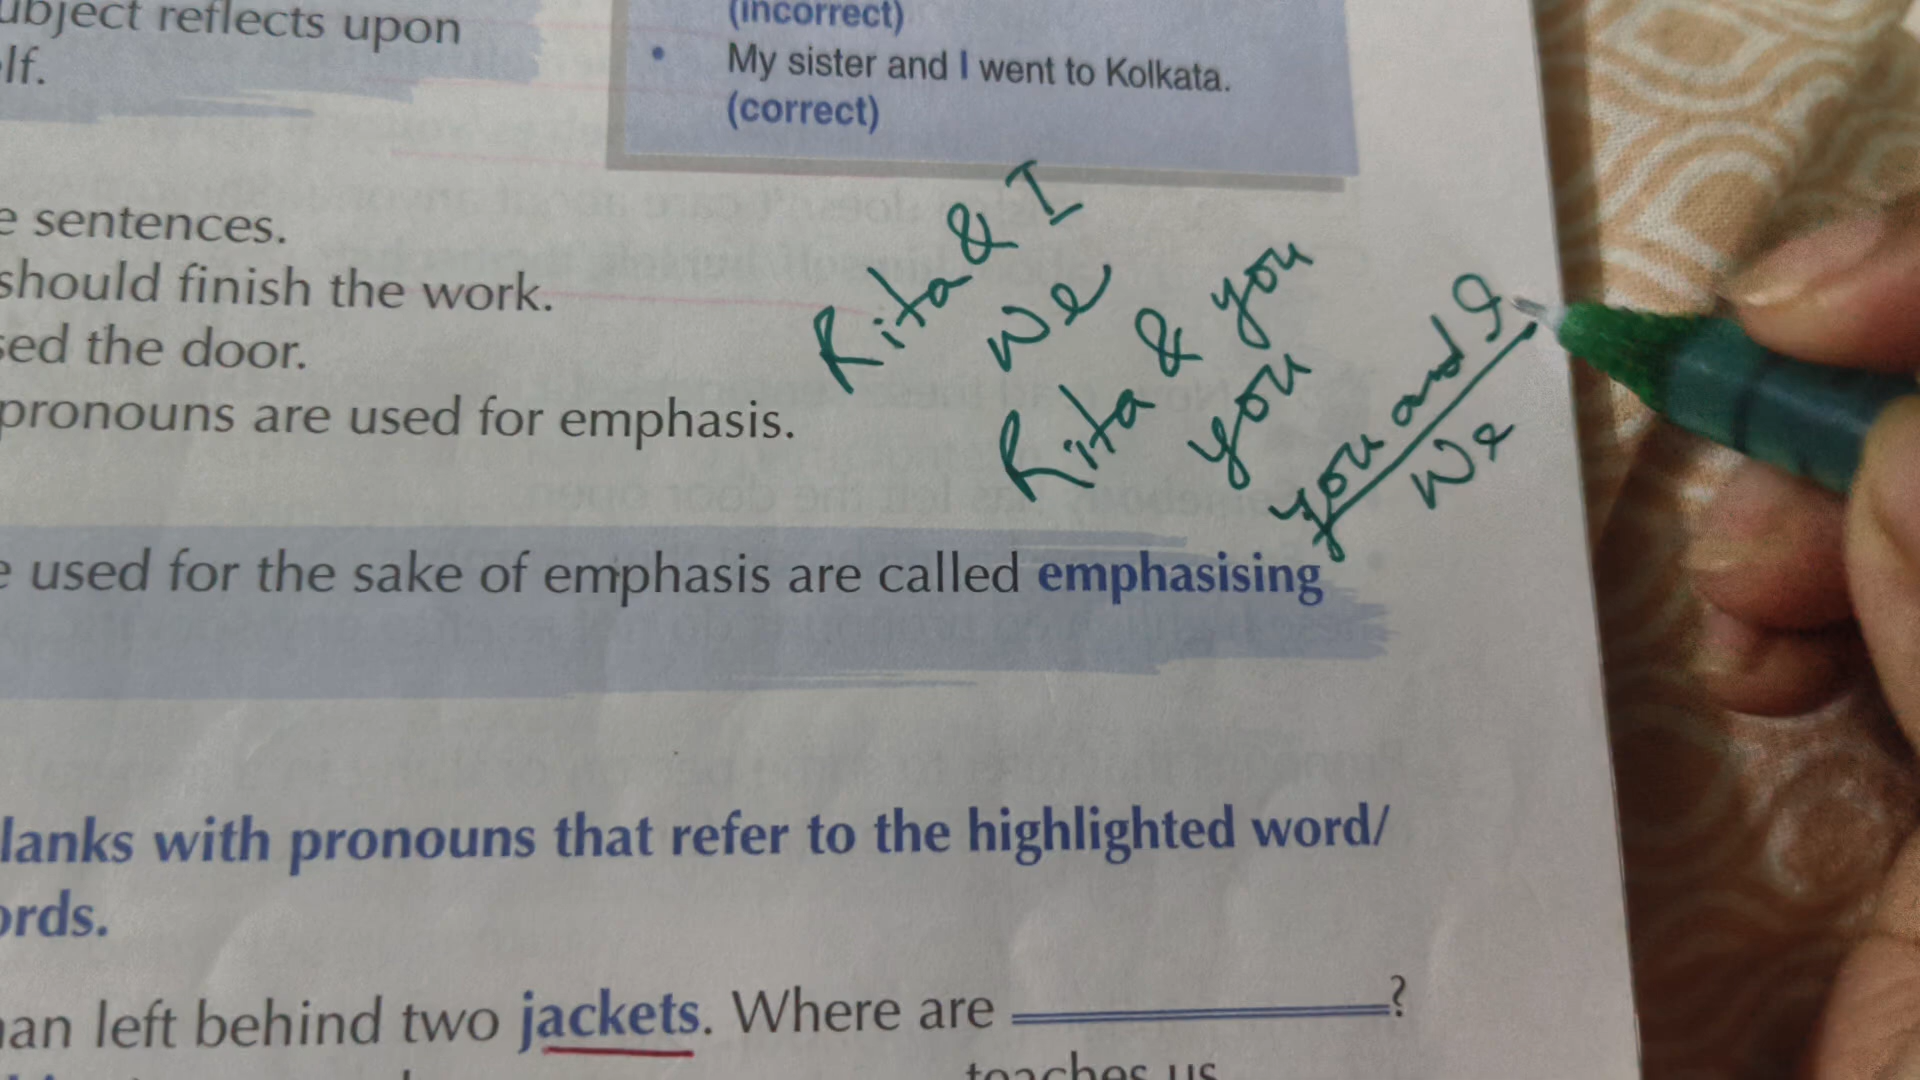 ubject reflects upon
elf.
(incorrect)
• My sister and I went to Kolkata.
(correct)
e sentences.
should finish the work.
sed the door.
pronouns are used for emphasis.
Rita & I
We
Rita & you
you
you and I
We
e used for the sake of emphasis are called emphasising
lanks with pronouns that refer to the highlighted word/
ords.
an left behind two jackets. Where are ?
teaches us